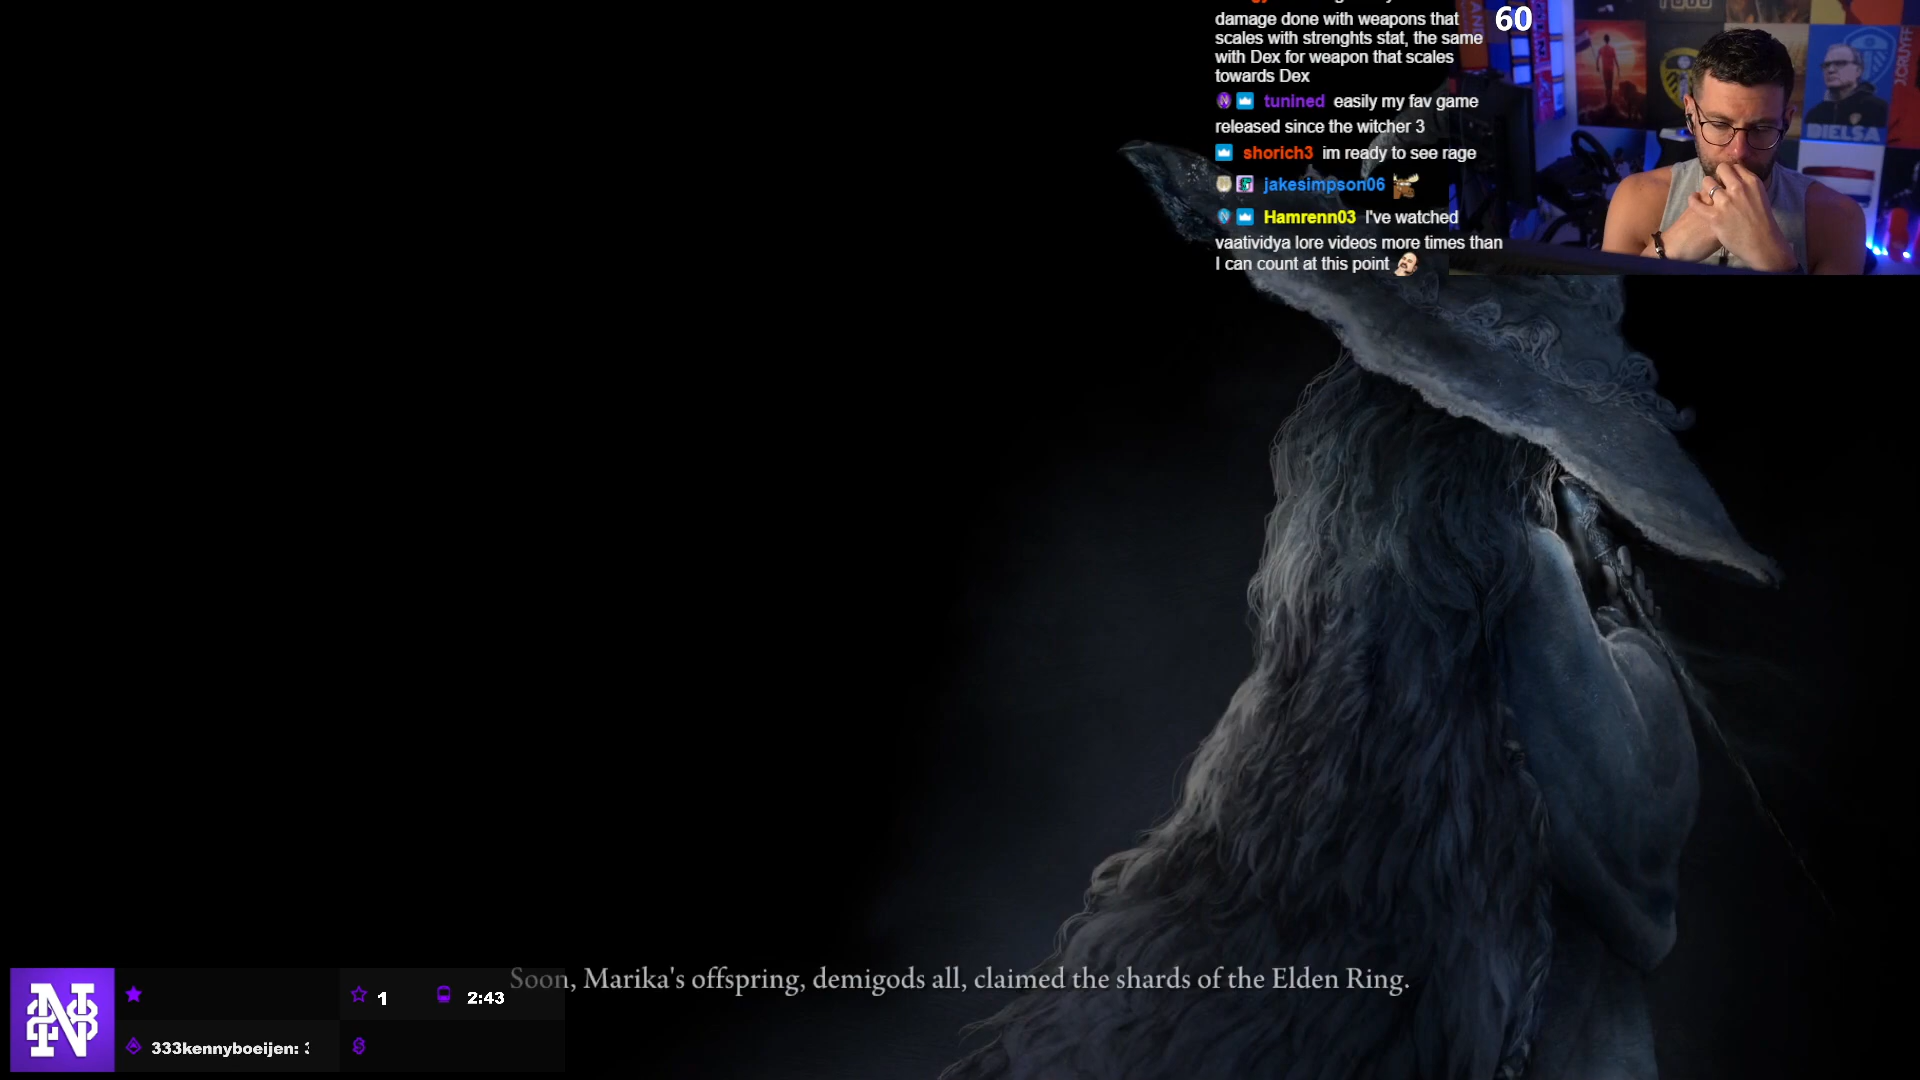 damage done with weapons that
scales with strenghts stat, the same
with Dex for weapon that scales
towards Dex
tunined easily my fav game
released since the witcher 3
shorich3 im ready to see rage
jakesimpson06
Hamrenn03 I've watched
vaatividya lore videos more times than
I can count at this point
60
DIELSA
J.CRUYFF
Soon, Marika's offspring, demigods all, claimed the shards of the Elden Ring.
1
2:43
333kennyboeijen: